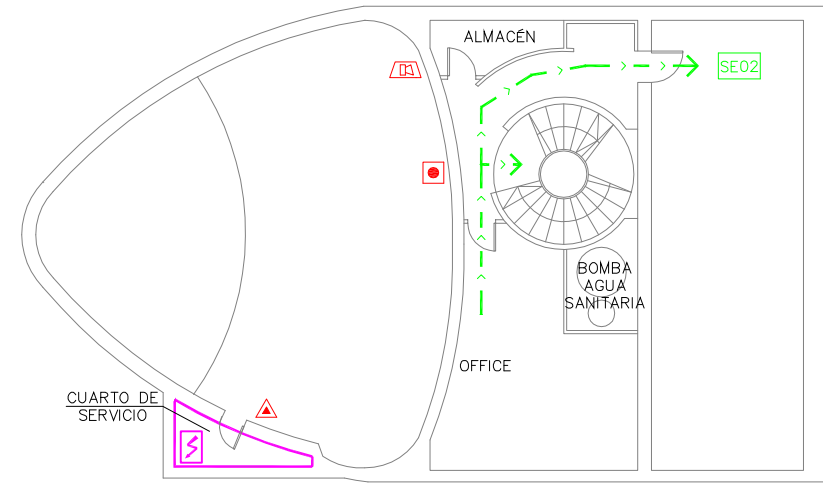 ALMACÉN
SE02
BOMBA
AGUA
SANITARIA
OFFICE
CUARTO DE
SERVICIO